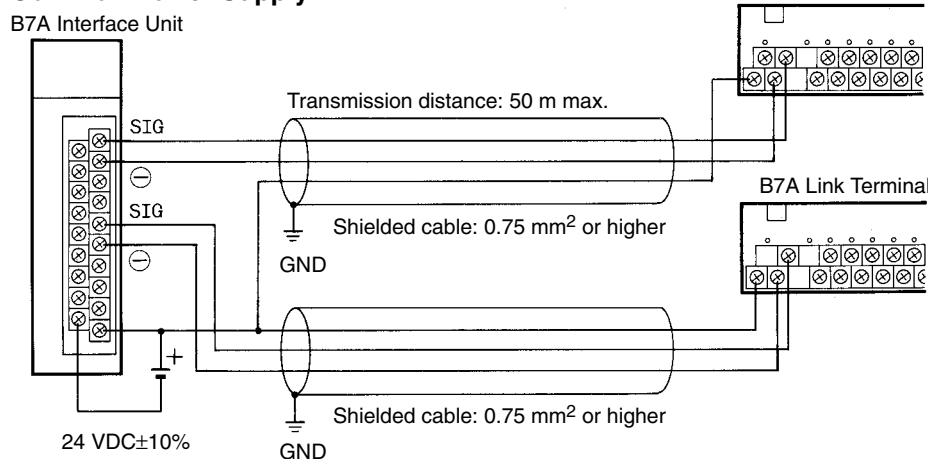 B7A Interface Unit
Transmission distance: 50 m max.
SIG
B7A Link Terminal
SIG
Shielded cable: 0.75 mm2 or higher
GND
+
Shielded cable: 0.75 mm2 or higher
24 VDC±10%
GND